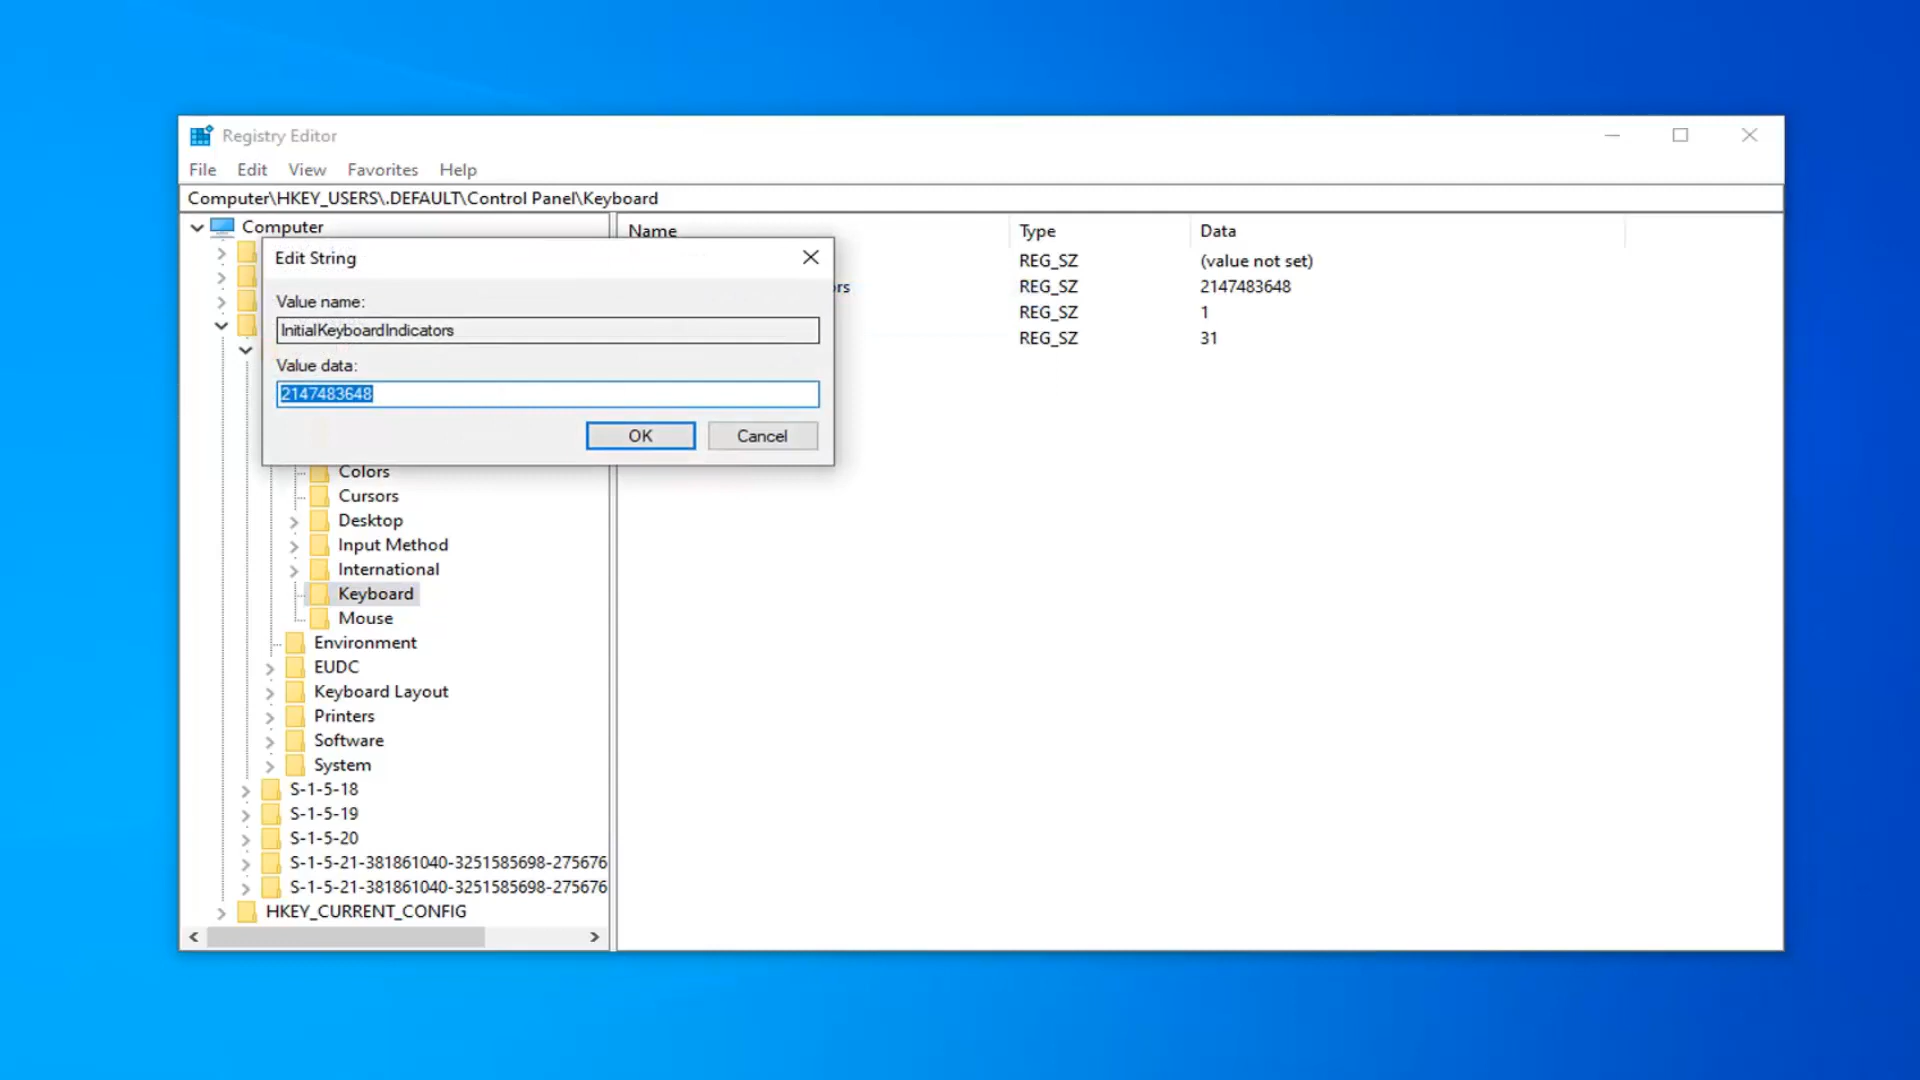 Registry Editor
File Edit View Favorites Help
Computer\HKEY_USERS\.DEFAULT\Control Panel\Keyboard
Computer
Name Type Data
REG_SZ (value not set)
rs REG_SZ 2147483648
REG_SZ 1
REG_SZ 31
Edit String
Value name:
InitialKeyboardIndicators
Value data:
2147483648
OK Cancel
Colors
Cursors
Desktop
Input Method
International
Keyboard
Mouse
Environment
EUDC
Keyboard Layout
Printers
Software
System
S-1-5-18
S-1-5-19
S-1-5-20
S-1-5-21-381861040-3251585698-275676
S-1-5-21-381861040-3251585698-275676
HKEY_CURRENT_CONFIG